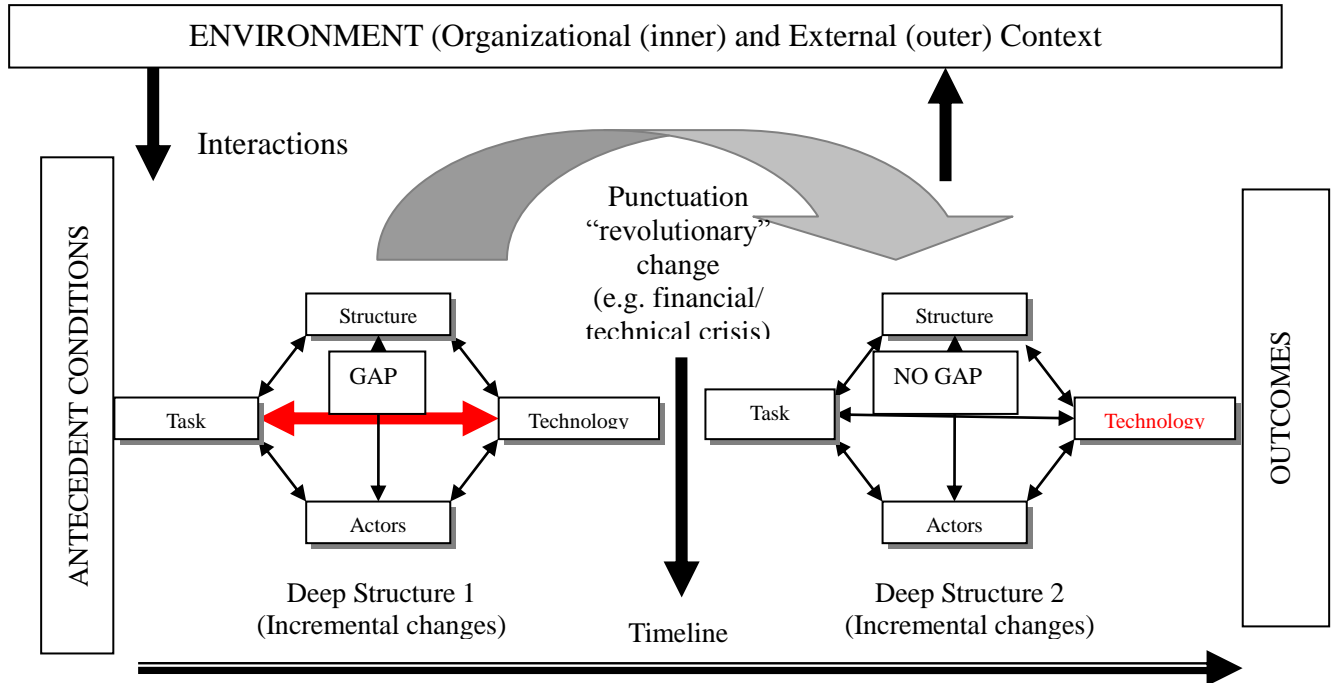 ENVIRONMENT (Organizational (inner) and External (outer) Context
Interactions
ANTECEDENT CONDITIONS
Punctuation
“revolutionary”
change
(e.g. financial/
technical crisis)
Structure
GAP
Task
Technology
Actors
Deep Structure 1
(Incremental changes)
Structure
NO GAP
Task
Technology
Actors
Deep Structure 2
(Incremental changes)
OUTCOMES
Timeline